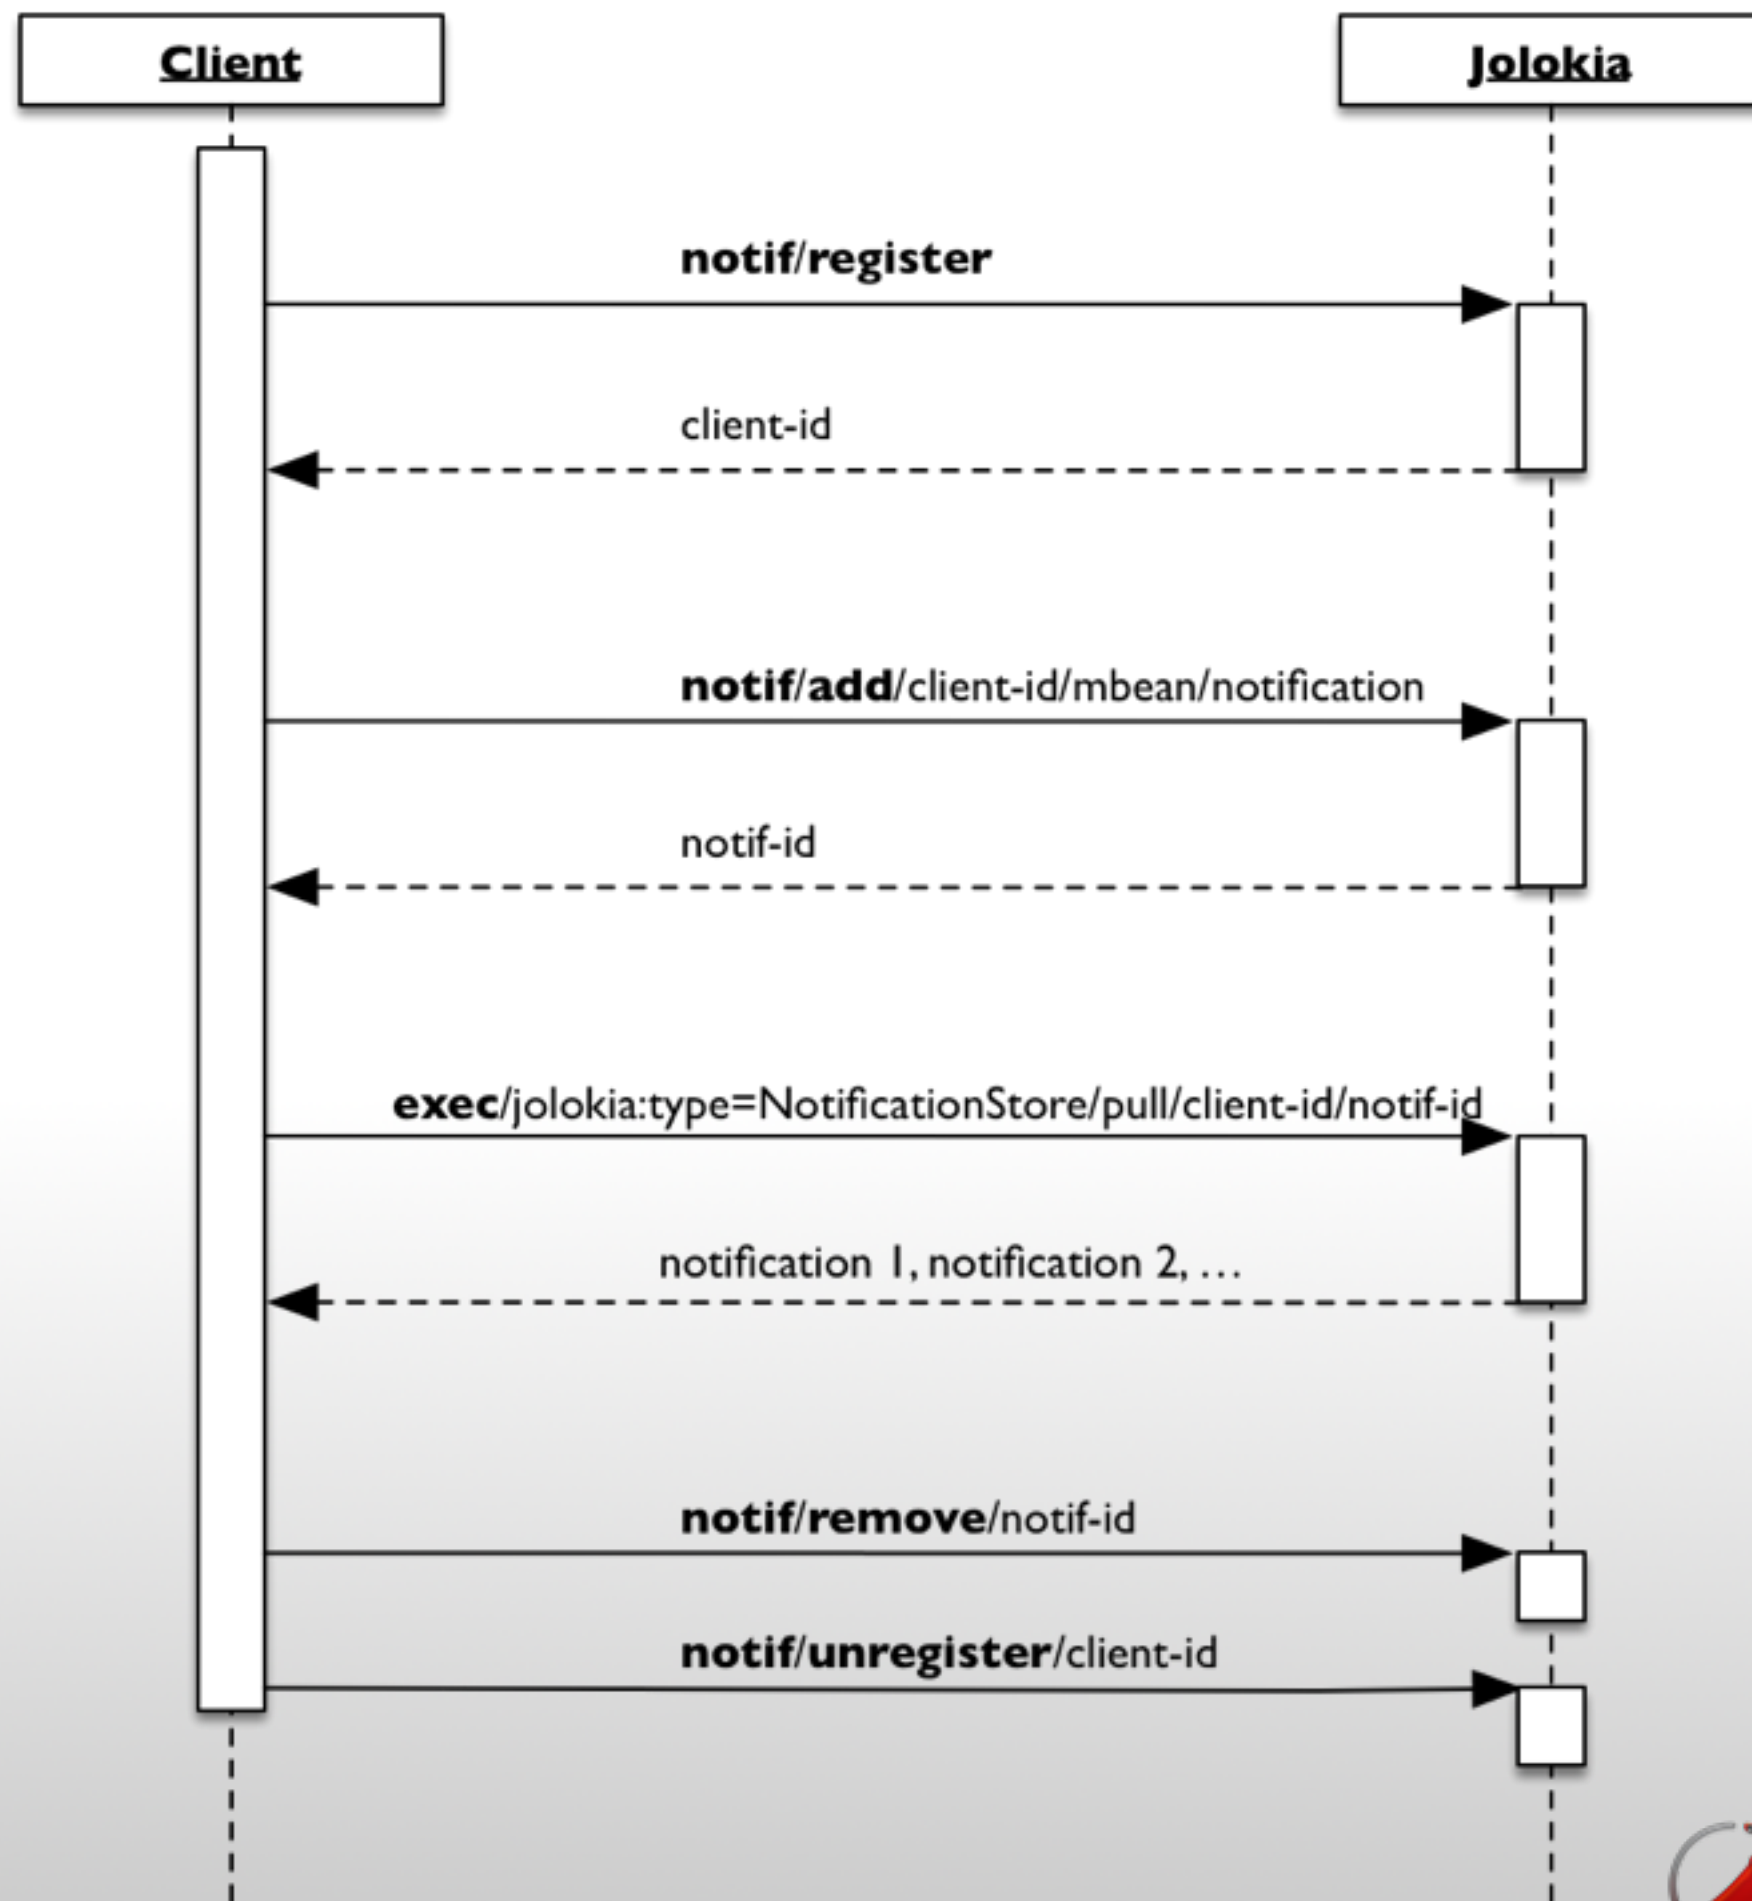 Client
Jolokia
notif/register
client-id
notif/add/client-id/mbean/notification
notif-id
exec/jolokia:type=NotificationStore/pull/client-id/notif-id
notification 1, notification 2, …
notif/remove/notif-id
notif/unregister/client-id